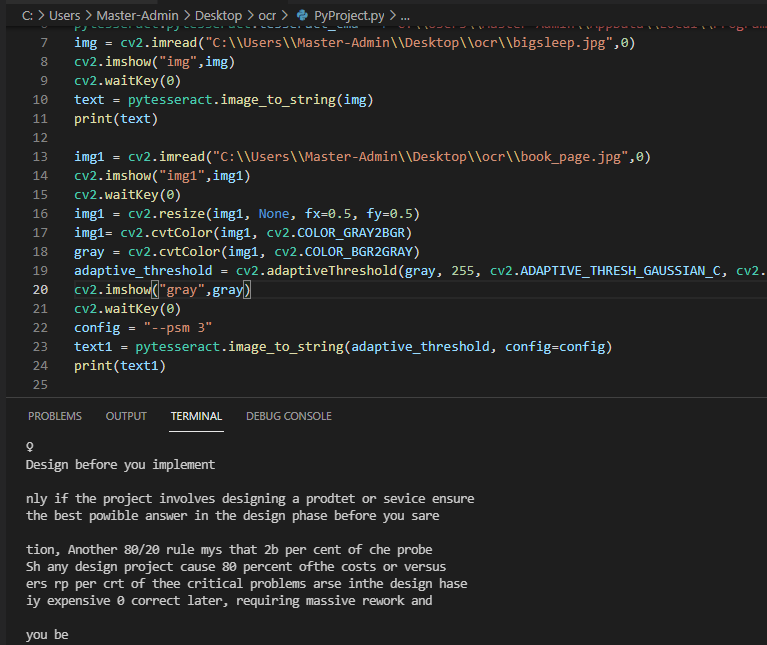 C: > Users > Master-Admin > Desktop > ocr > PyProject.py > ...
7 img = cv2.imread("C:\\Users\\Master-Admin\\Desktop\\ocr\\bigsleep.jpg",0)
8 cv2.imshow("img",img)
9 cv2.waitKey(0)
10 text = pytesseract.image_to_string(img)
11 print(text)
12
13 img1 = cv2.imread("C:\\Users\\Master-Admin\\Desktop\\ocr\\book_page.jpg",0)
14 cv2.imshow("img1",img1)
15 cv2.waitKey(0)
16 img1 = cv2.resize(img1, None, fx=0.5, fy=0.5)
17 img1= cv2.cvtColor(img1, cv2.COLOR_GRAY2BGR)
18 gray = cv2.cvtColor(img1, cv2.COLOR_BGR2GRAY)
19 adaptive_threshold = cv2.adaptiveThreshold(gray, 255, cv2.ADAPTIVE_THRESH_GAUSSIAN_C, cv2.
20 cv2.imshow("gray",gray)
21 cv2.waitKey(0)
22 config = "--psm 3"
23 text1 = pytesseract.image_to_string(adaptive_threshold, config=config)
24 print(text1)
25
PROBLEMS OUTPUT TERMINAL DEBUG CONSOLE
♀
Design before you implement
nly if the project involves designing a prodtet or sevice ensure
the best powible answer in the design phase before you sare
tion, Another 80/20 rule mys that 2b per cent of che probe
Sh any design project cause 80 percent ofthe costs or versus
ers rp per crt of thee critical problems arse inthe design hase
iy expensive 0 correct later, requiring massive rework and
you be